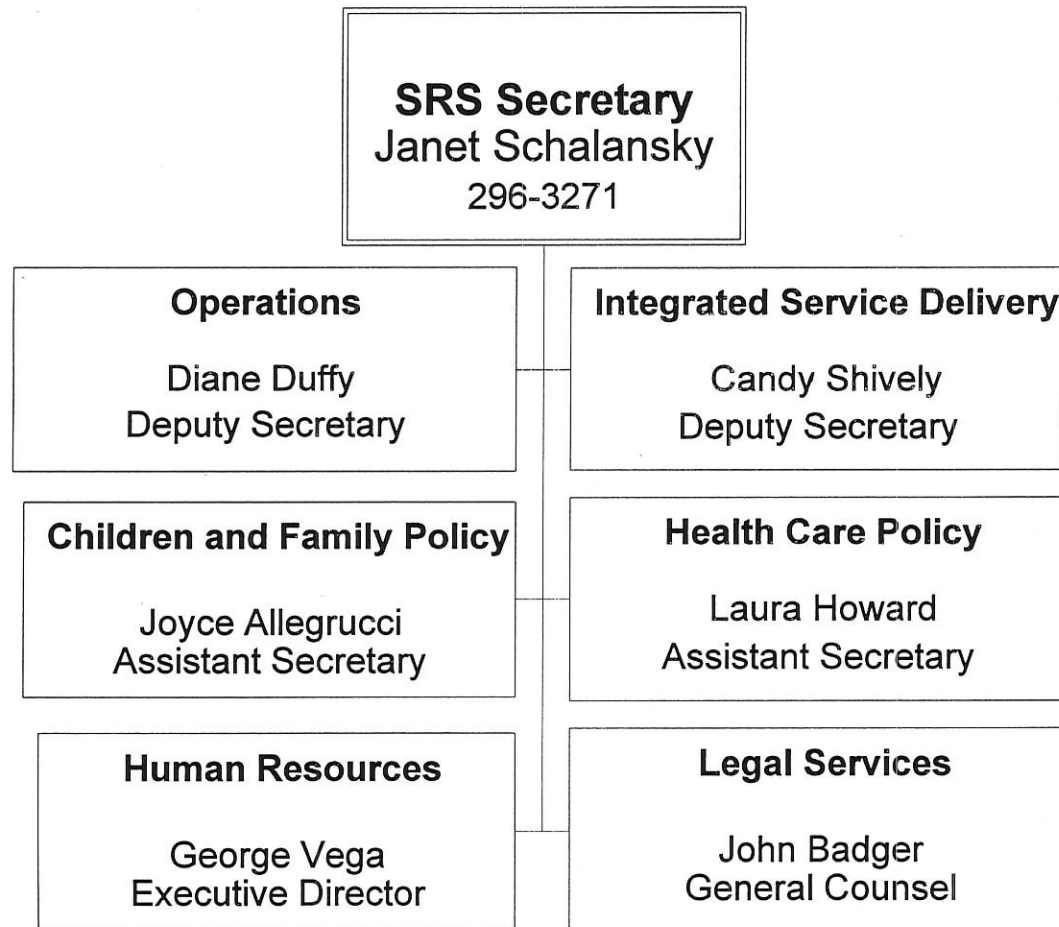 SRS Secretary
Janet Schalansky
296-3271
Operations
Diane Duffy
Deputy Secretary
Integrated Service Delivery
Candy Shively
Deputy Secretary
Children and Family Policy
Joyce Allegrucci
Assistant Secretary
Health Care Policy
Laura Howard
Assistant Secretary
Human Resources
George Vega
Executive Director
Legal Services
John Badger
General Counsel